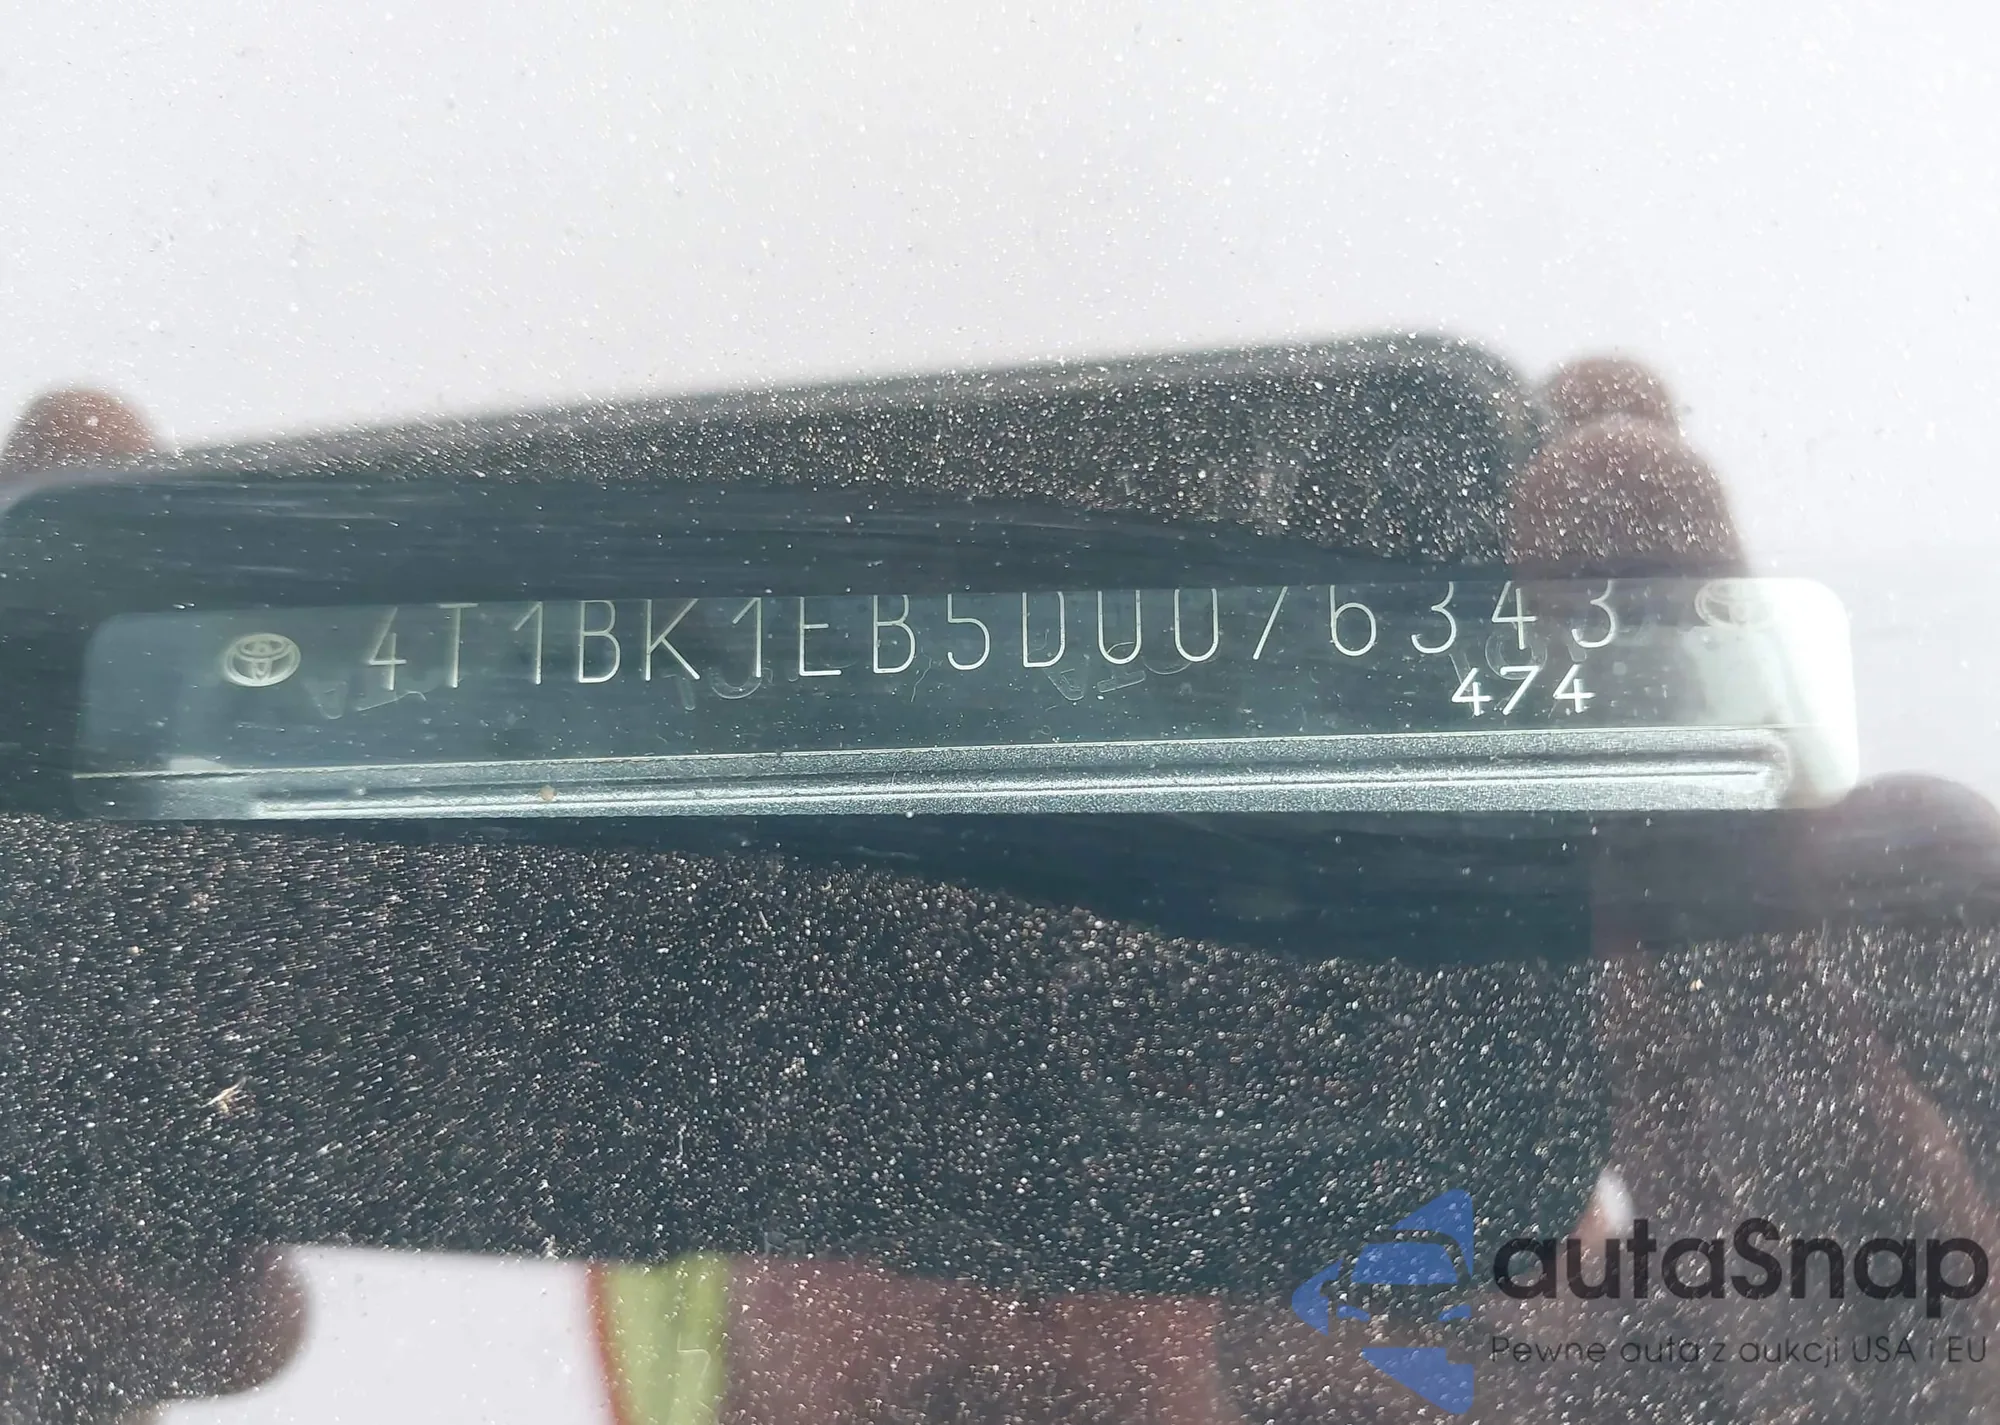 4T1BK1EB5DU076343
474
autaSnap
Pewne auta z aukcji USA i EU